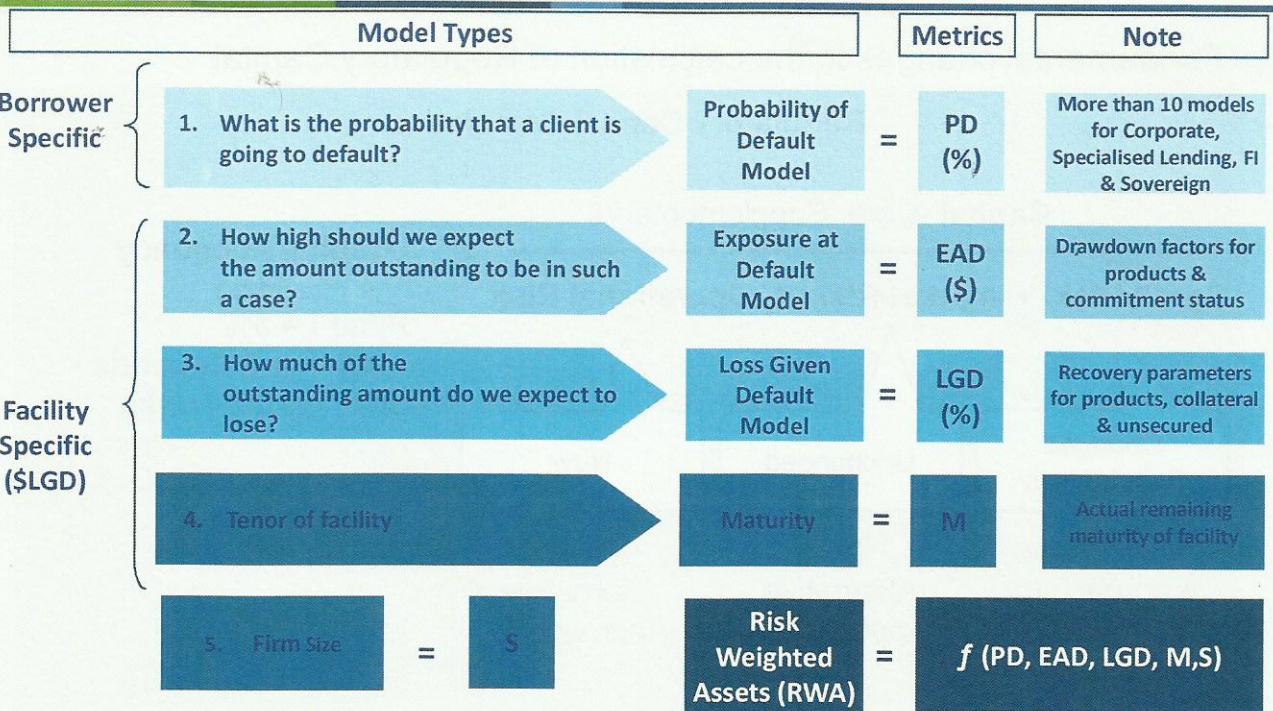 Model Types
Metrics
Note
Borrower
Specific
1. What is the probability that a client is
going to default?
Probability of
Default
Model
=
PD
(%)
More than 10 models
for Corporate,
Specialised Lending, FI
& Sovereign
Facility
Specific
($LGD)
2. How high should we expect
the amount outstanding to be in such
a case?
Exposure at
Default
Model
=
EAD
($)
Drawdown factors for
products &
commitment status
3. How much of the
outstanding amount do we expect to
lose?
Loss Given
Default
Model
=
LGD
(%)
Recovery parameters
for products, collateral
& unsecured
4. Tenor of facility
Maturity
=
M
Actual remaining
maturity of facility
5. Firm Size
=
S
Risk
Weighted
Assets (RWA)
=
f (PD, EAD, LGD, M,S)